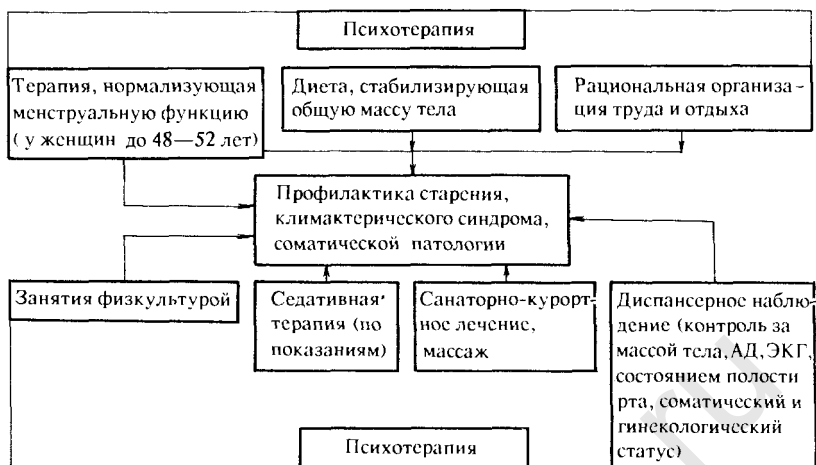 Психотерапия
Терапия, нормализующая
менструальную функцию
( у женщин до 48—52 лет)
Диета, стабилизирующая
общую массу тела
Рациональная организа-
ция труда и отдыха
Профилактика старения,
климактерического синдрома,
соматической патологии
Занятия физкультурой
Седативная
терапия (по
показаниям)
Санаторно-курорт-
ное лечение,
массаж
Диспансерное наблю-
дение (контроль за
массой тела, АД, ЭКГ,
состоянием полости
рта, соматический и
гинекологический
статус)
Психотерапия